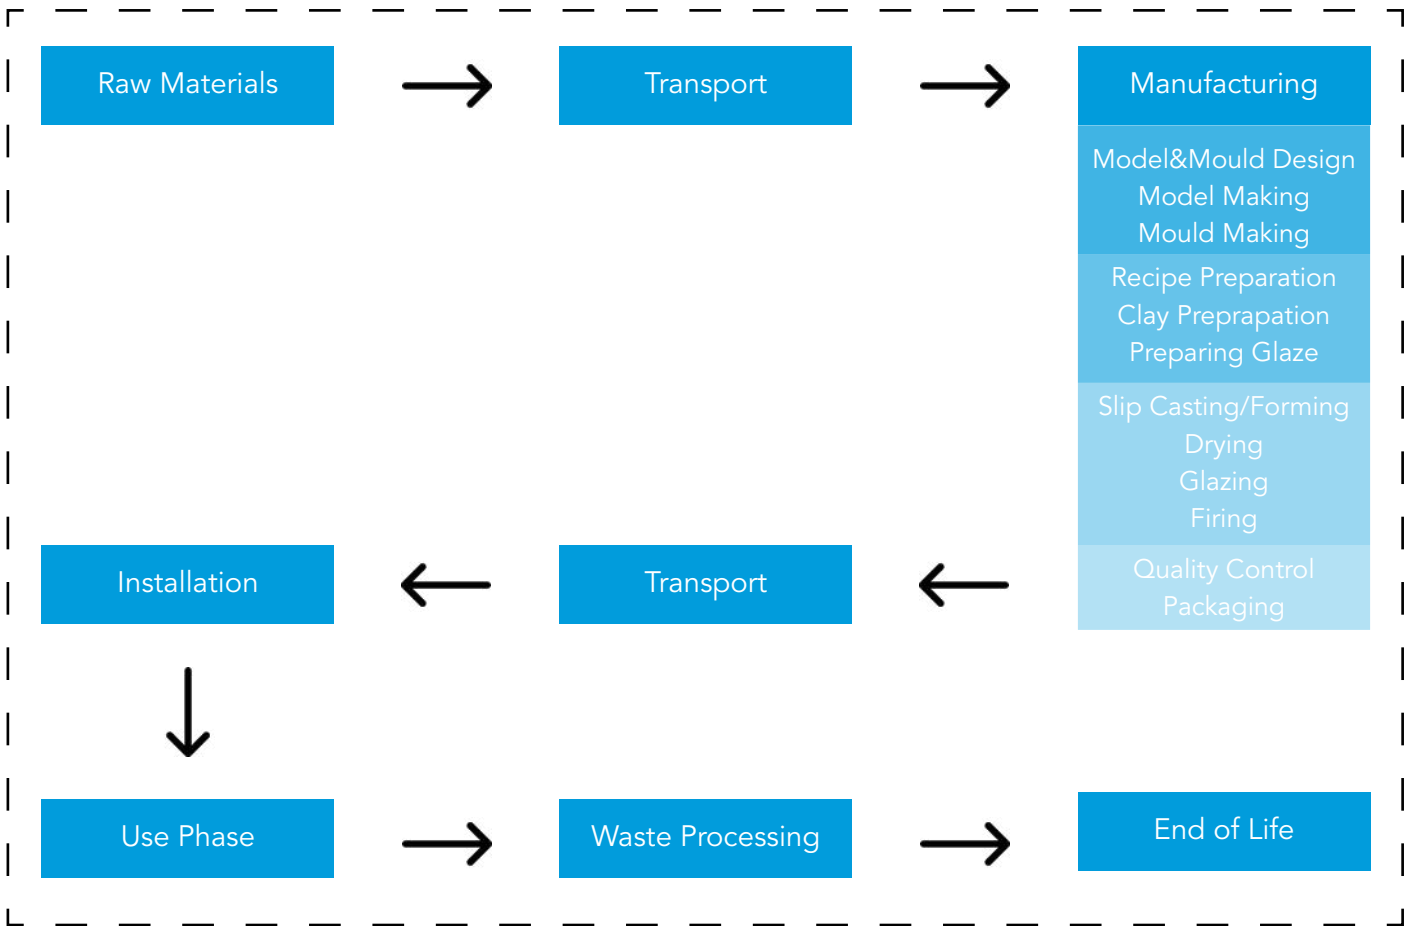 Raw Materials
Transport
Manufacturing
Model&Mould Design
Model Making
Mould Making
Recipe Preparation
Clay Preprapation
Preparing Glaze
Slip Casting/Forming
Drying
Glazing
Firing
Quality Control
Packaging
Transport
Installation
Use Phase
Waste Processing
End of Life